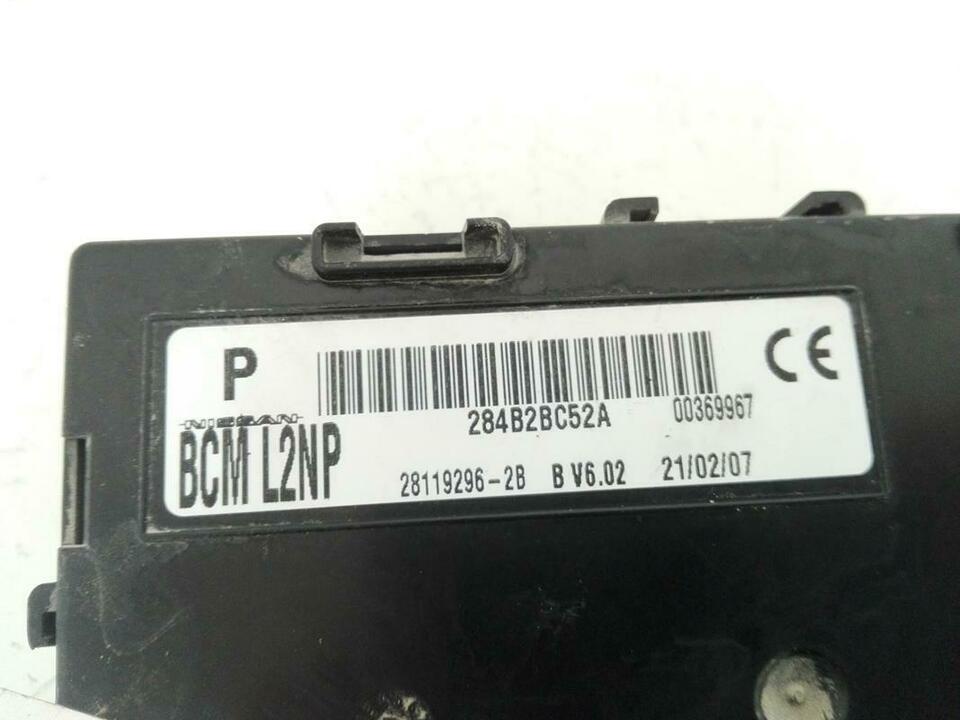 P
284B2BC52A 00369967
NISSAN
BCM L2NP
28119296-2B B V6.02 21/02/07
CE